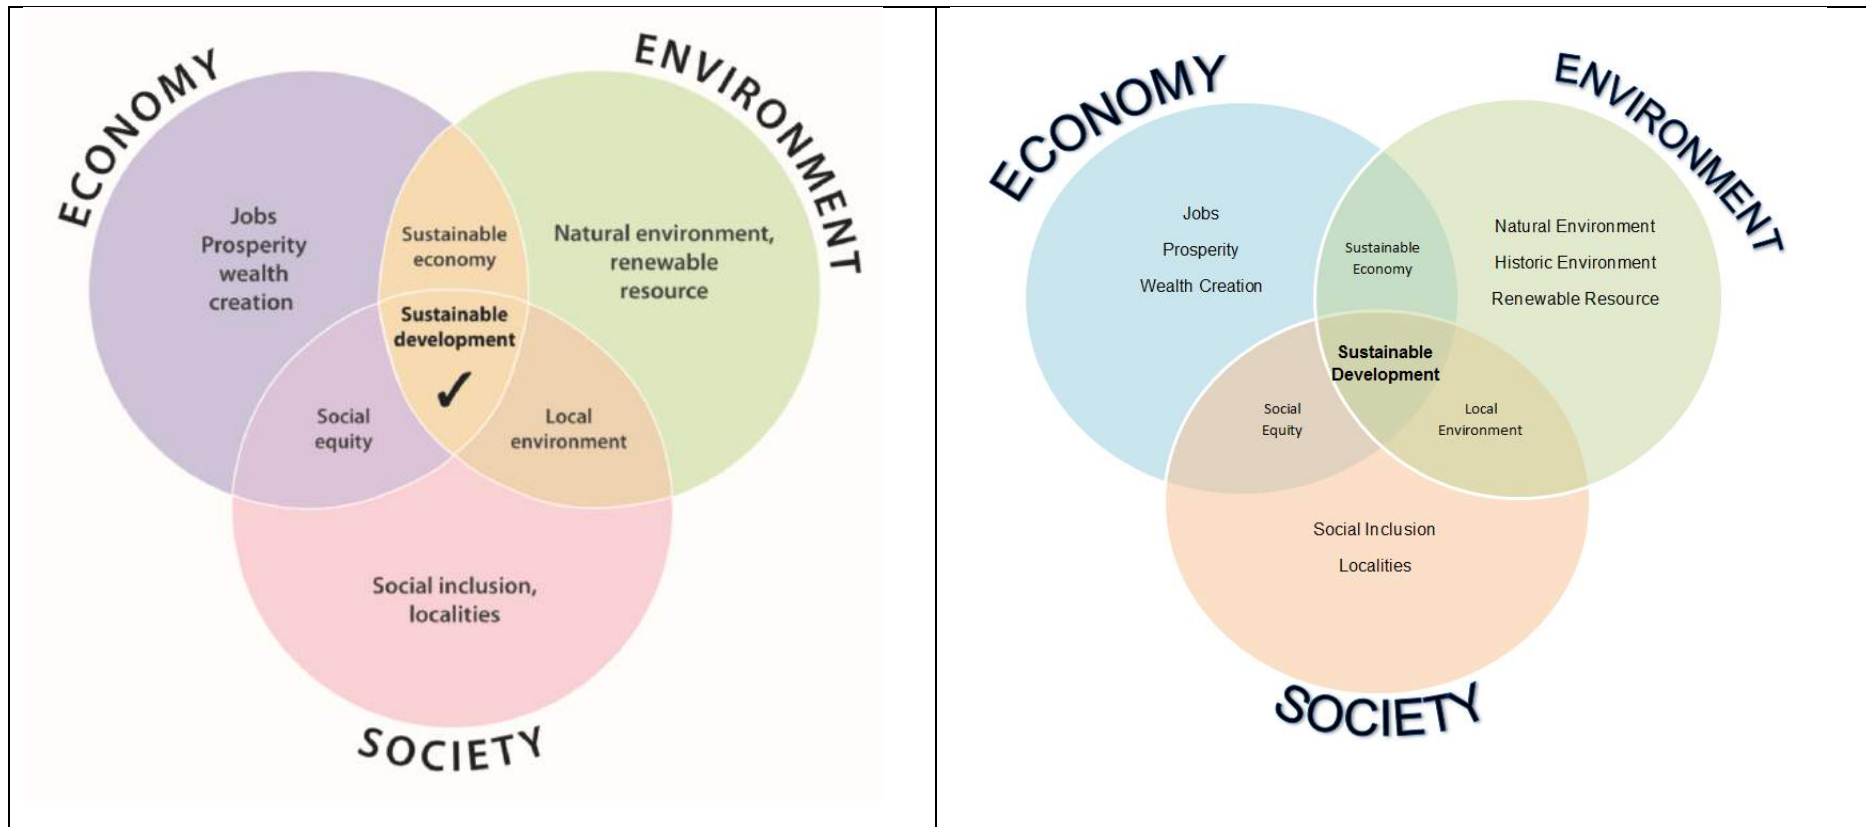 ECONOMY
ENVIRONMENT
Jobs
Prosperity
wealth
creation
Sustainable
economy
Natural environment,
renewable
resource
Sustainable
development
✓
Social
equity
Local
environment
Social inclusion,
localities
SOCIETY
ECONOMY
ENVIRONMENT
Jobs
Prosperity
Wealth Creation
Sustainable
Economy
Natural Environment
Historic Environment
Renewable Resource
Sustainable
Development
Social
Equity
Local
Environment
Social Inclusion
Localities
SOCIETY